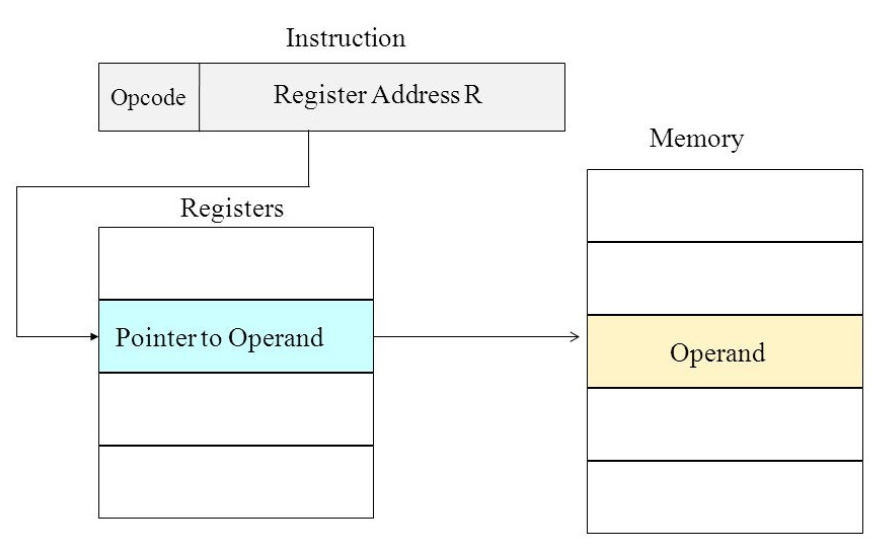 Instruction
Opcode
Register Address R
Memory
Registers
Pointer to Operand
Operand